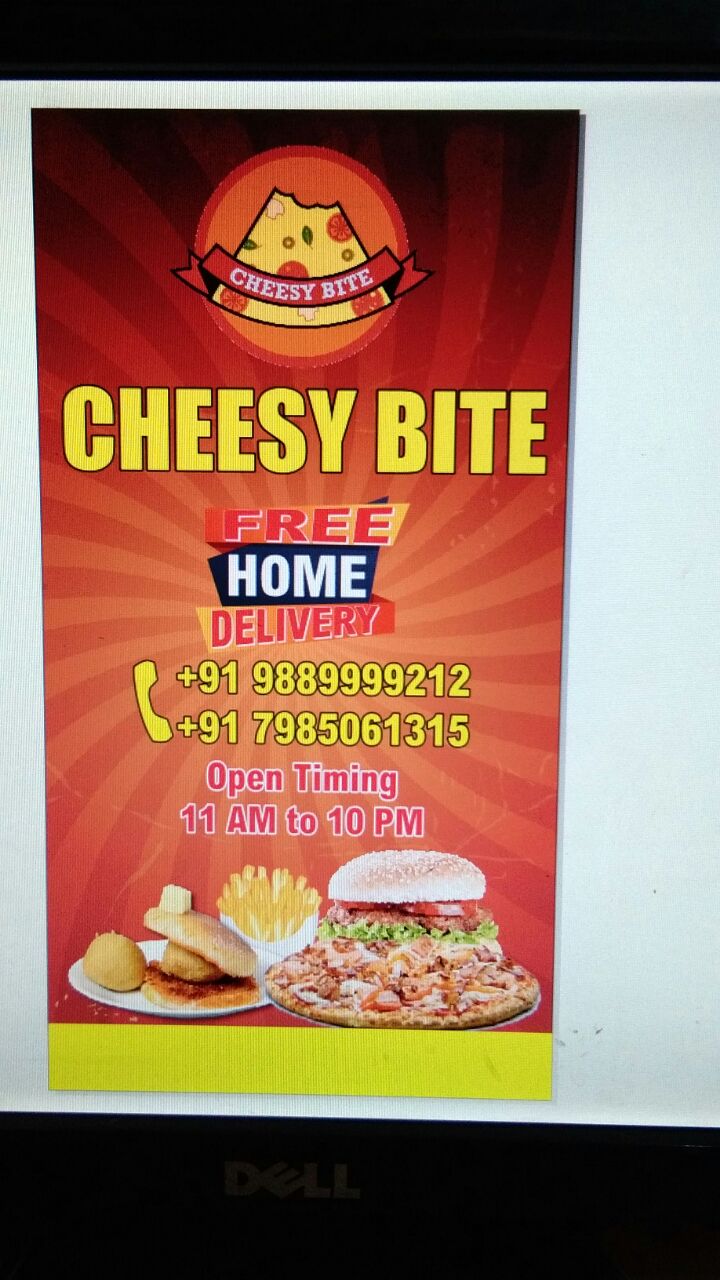 CHEESY BITE
CHEESY BITE
FREE
HOME
DELIVERY
+91 9889999212
+91 7985061315
Open Timing
11 AM to 10 PM
DELL